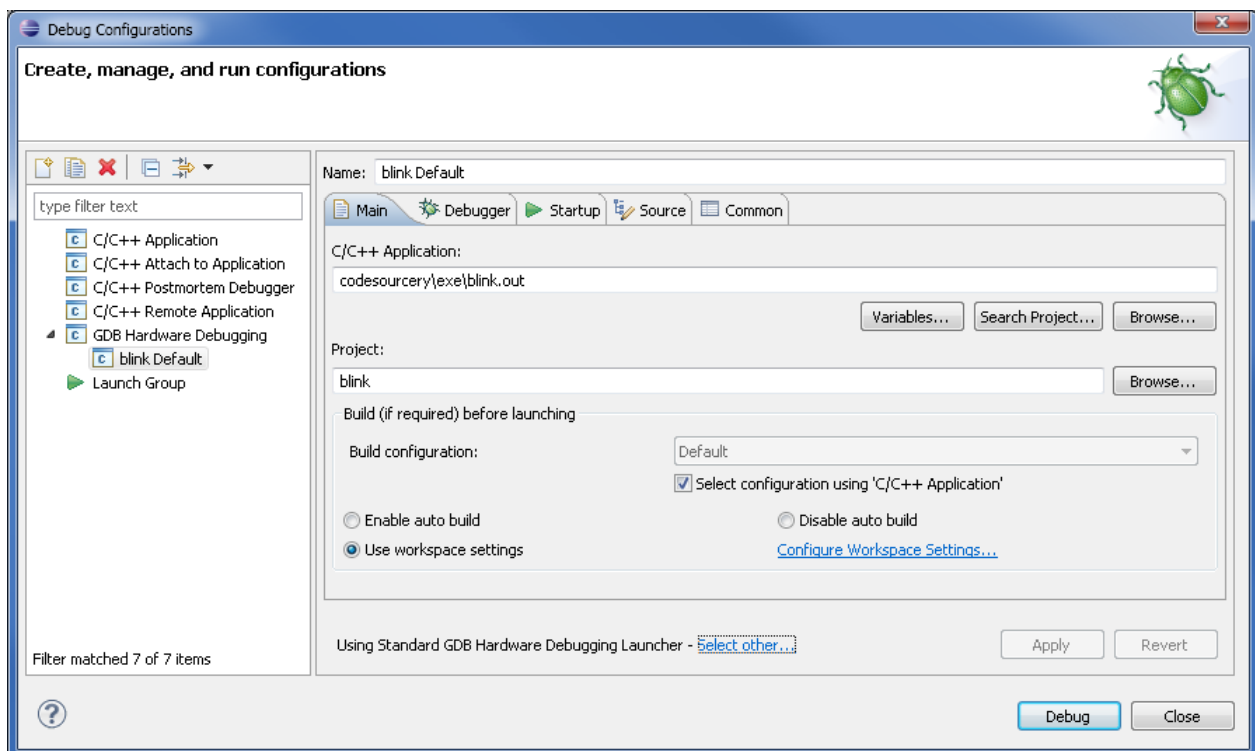 Debug Configurations
Create, manage, and run configurations
type filter text
C/C++ Application
C/C++ Attach to Application
C/C++ Postmortem Debugger
C/C++ Remote Application
GDB Hardware Debugging
blink Default
Launch Group
Filter matched 7 of 7 items
Name: blink Default
Main Debugger Startup Source Common
C/C++ Application:
codesourcery\exe\blink.out
Variables... Search Project... Browse...
Project:
blink Browse...
Build (if required) before launching
Build configuration: Default
Select configuration using 'C/C++ Application'
Enable auto build Disable auto build
Use workspace settings Configure Workspace Settings...
Using Standard GDB Hardware Debugging Launcher - Select other... Apply Revert
Debug Close